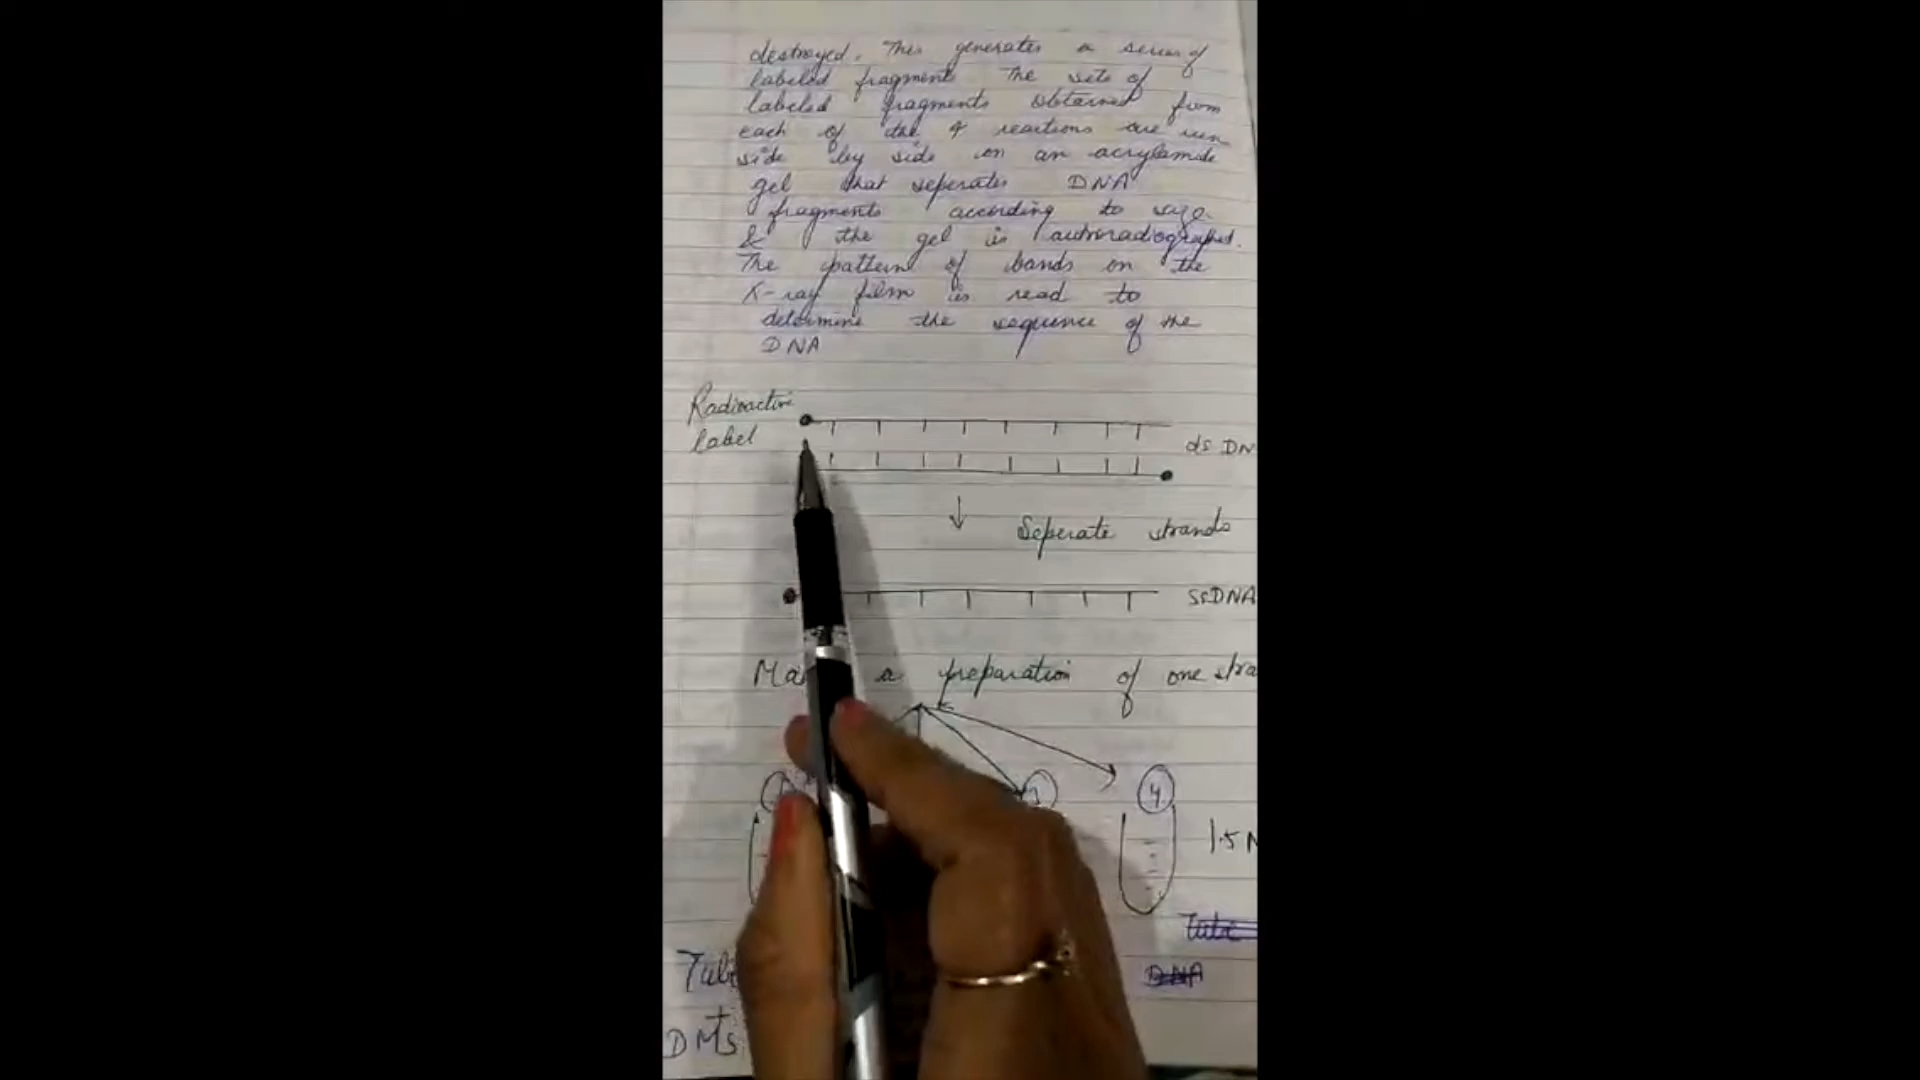 destroyed. This generates a series of
labeled fragments The sets of
labeled fragments obtained from
each of the 4 reactions are run
side by side on an acrylamide
gel that seperates DNA
fragments according to size
& the gel is autoradiographed.
The pattern of bands on the
X-ray film is read to
determine the sequence of the
DNA
Radioactive
label
ds DN
Seperate strands
ssDNA
Ma a preparation of one stra
4
1.5 N
Tube
DNA
Tub
DMS